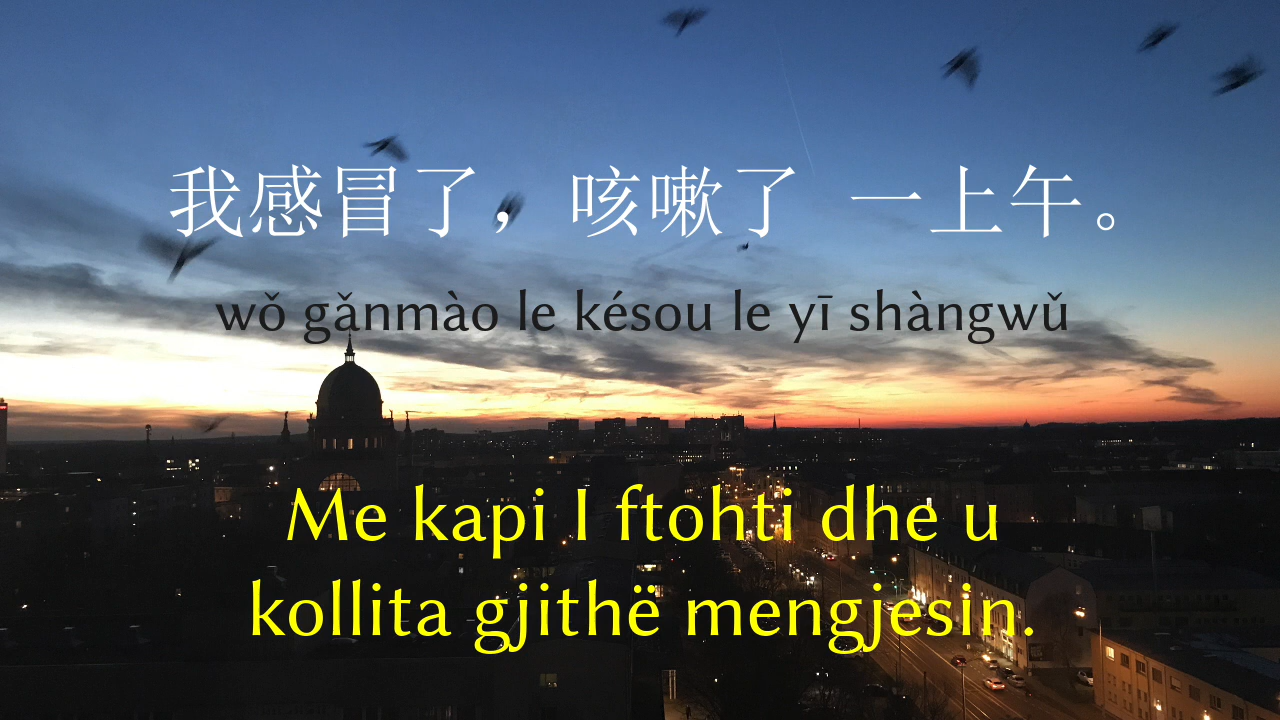 我感冒了，咳嗽了 一上午。
wǒ gǎnmào le késou le yī shàngwǔ
Me kapi I ftohti dhe u
kollita gjithë mengjesin.